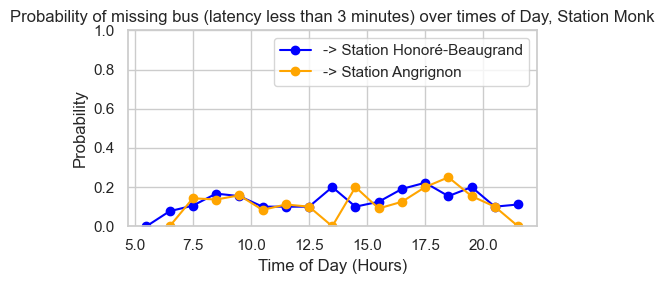 Probability of missing bus (latency less than 3 minutes) over times of Day, Station Monk
1.0
0.8
0.6
0.4
0.2
0.0
Probability
-> Station Honoré-Beaugrand
-> Station Angrignon
5.0 7.5 10.0 12.5 15.0 17.5 20.0
Time of Day (Hours)